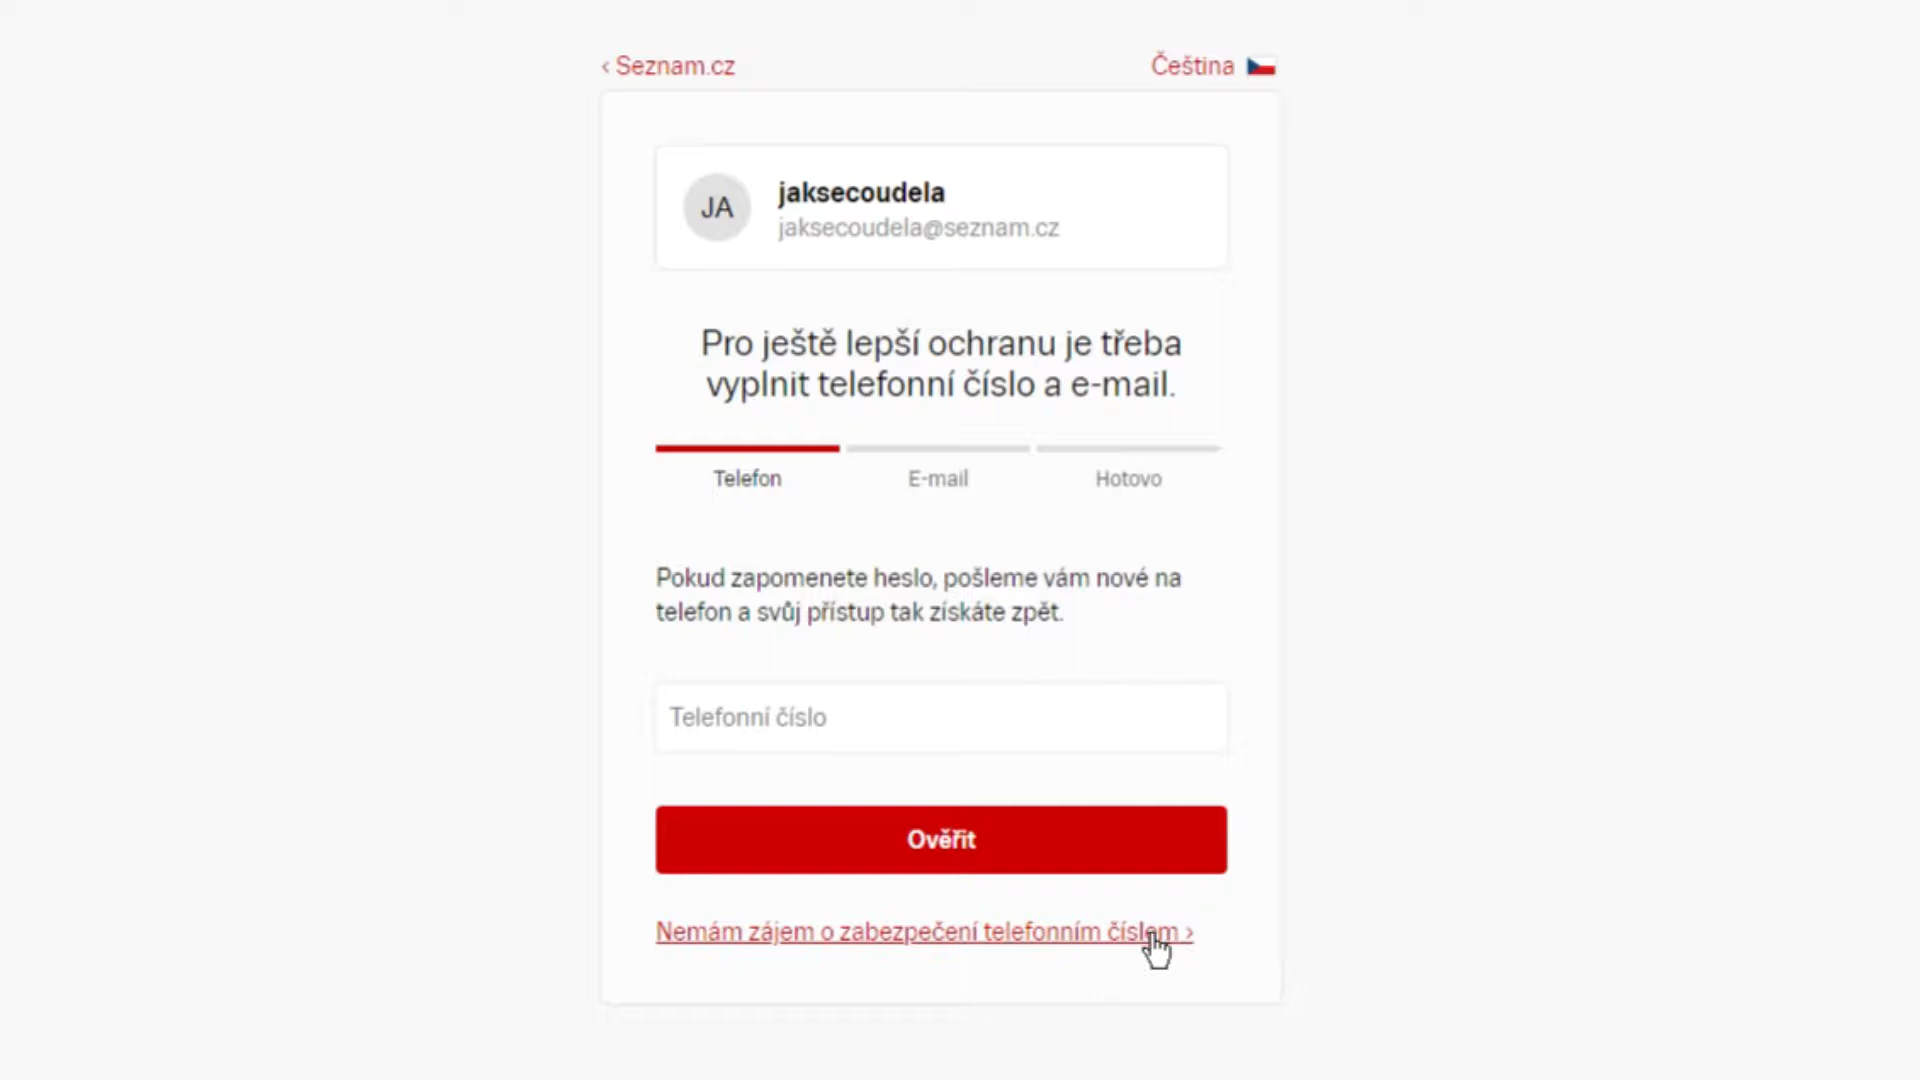 ‹ Seznam.cz
Čeština
JA
jaksecoudela
jaksecoudela@seznam.cz
Pro ještě lepší ochranu je třeba
vyplnit telefonní číslo a e-mail.
Telefon
E-mail
Hotovo
Pokud zapomenete heslo, pošleme vám nové na
telefon a svůj přístup tak získáte zpět.
Telefonní číslo
Ověřit
Nemám zájem o zabezpečení telefonním číslem ›